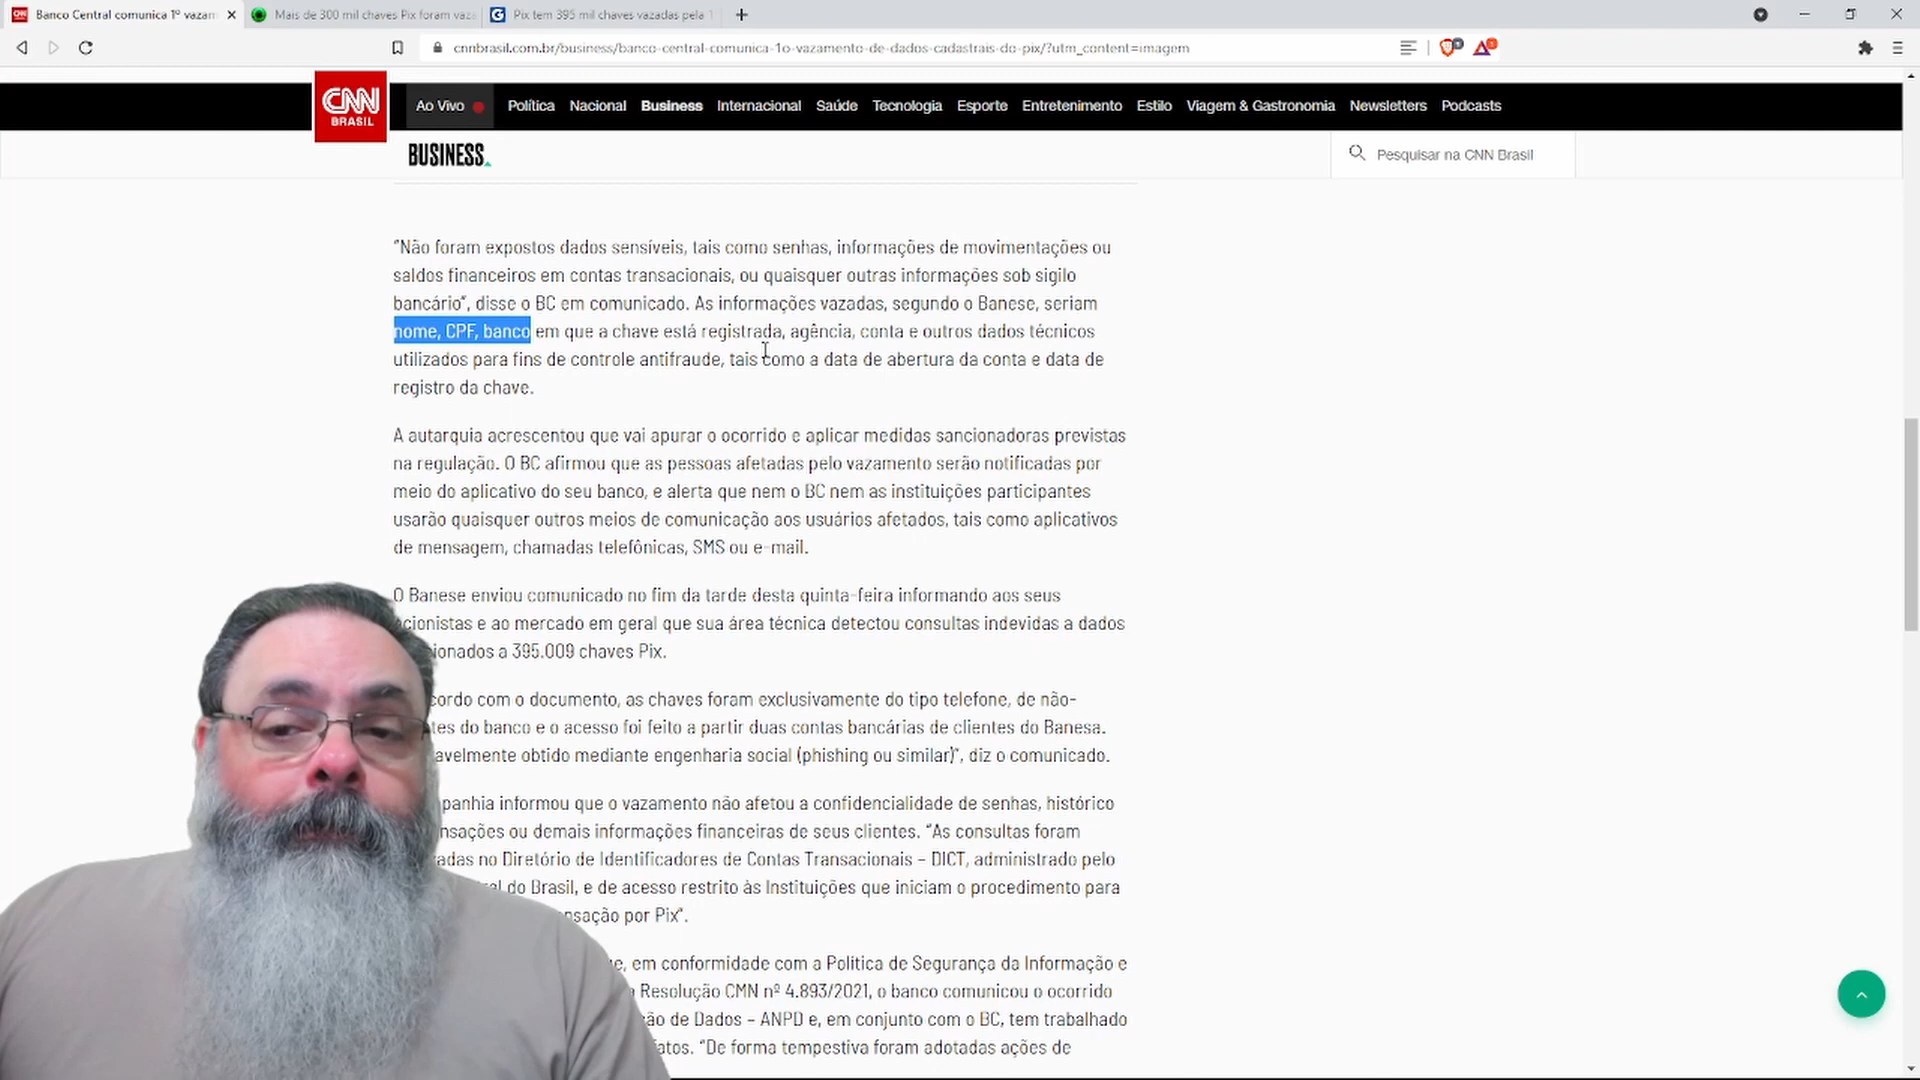 Banco Central comunica 1º vazam
Mais de 300 mil chaves Pix foram vaza
Pix tem 395 mil chaves vazadas pela 1
cnnbrasil.com.br/business/banco-central-comunica-1o-vazamento-de-dados-cadastrais-do-pix/?utm_content=imagem
CNN
BRASIL
Ao Vivo Política Nacional Business Internacional Saúde Tecnologia Esporte Entretenimento Estilo Viagem & Gastronomia Newsletters Podcasts
BUSINESS
Pesquisar na CNN Brasil
“Não foram expostos dados sensíveis, tais como senhas, informações de movimentações ou
saldos financeiros em contas transacionais, ou quaisquer outras informações sob sigilo
bancário“, disse o BC em comunicado. As informações vazadas, segundo o Banese, seriam
nome, CPF, banco em que a chave está registrada, agência, conta e outros dados técnicos
utilizados para fins de controle antifraude, tais como a data de abertura da conta e data de
registro da chave.
A autarquia acrescentou que vai apurar o ocorrido e aplicar medidas sancionadoras previstas
na regulação. O BC afirmou que as pessoas afetadas pelo vazamento serão notificadas por
meio do aplicativo do seu banco, e alerta que nem o BC nem as instituições participantes
usarão quaisquer outros meios de comunicação aos usuários afetados, tais como aplicativos
de mensagem, chamadas telefônicas, SMS ou e-mail.
O Banese enviou comunicado no fim da tarde desta quinta-feira informando aos seus
acionistas e ao mercado em geral que sua área técnica detectou consultas indevidas a dados
ionados a 395.009 chaves Pix.
cordo com o documento, as chaves foram exclusivamente do tipo telefone, de não-
tes do banco e o acesso foi feito a partir duas contas bancárias de clientes do Banesa.
avelmente obtido mediante engenharia social (phishing ou similar)“, diz o comunicado.
panhia informou que o vazamento não afetou a confidencialidade de senhas, histórico
nsações ou demais informações financeiras de seus clientes. “As consultas foram
adas no Diretório de Identificadores de Contas Transacionais – DICT, administrado pelo
al do Brasil, e de acesso restrito às Instituições que iniciam o procedimento para
nsação por Pix“.
e, em conformidade com a Política de Segurança da Informação e
a Resolução CMN nº 4.893/2021, o banco comunicou o ocorrido
ão de Dados – ANPD e, em conjunto com o BC, tem trabalhado
atos. “De forma tempestiva foram adotadas ações de